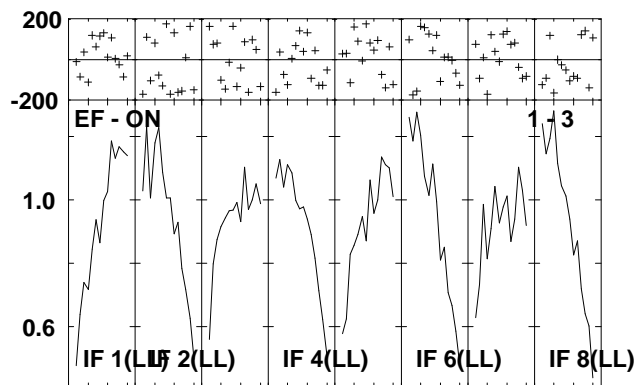 200
-200
EF - ON 1 - 3
1.0
0.6
IF 1(LL) IF 2(LL) IF 4(LL) IF 6(LL) IF 8(LL)